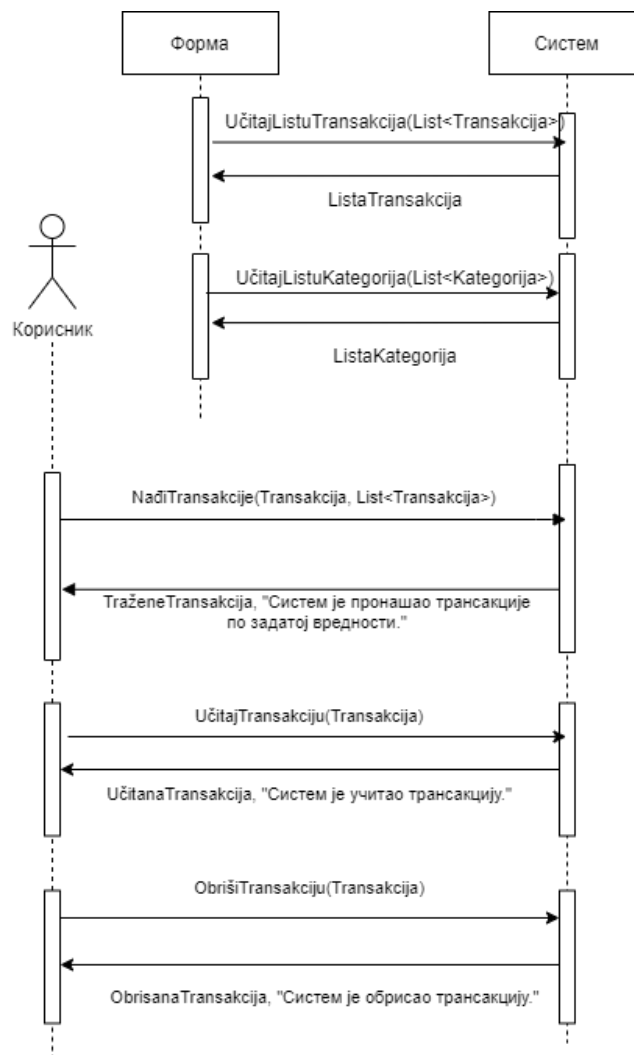 Форма
Систем
UčitajListuTransakcija(List<Transakcija>)
ListaTransakcija
UčitajListuKategorija(List<Kategorija>)
Корисник
ListaKategorija
NađiTransakcije(Transakcija, List<Transakcija>)
TraženeTransakcija, "Систем је пронашао трансакције
по задатој вредности."
UčitajTransakciju(Transakcija)
UčitanaTransakcija, "Систем је учитао трансакцију."
ObrišiTransakciju(Transakcija)
ObrisanaTransakcija, "Систем је обрисао трансакцију."